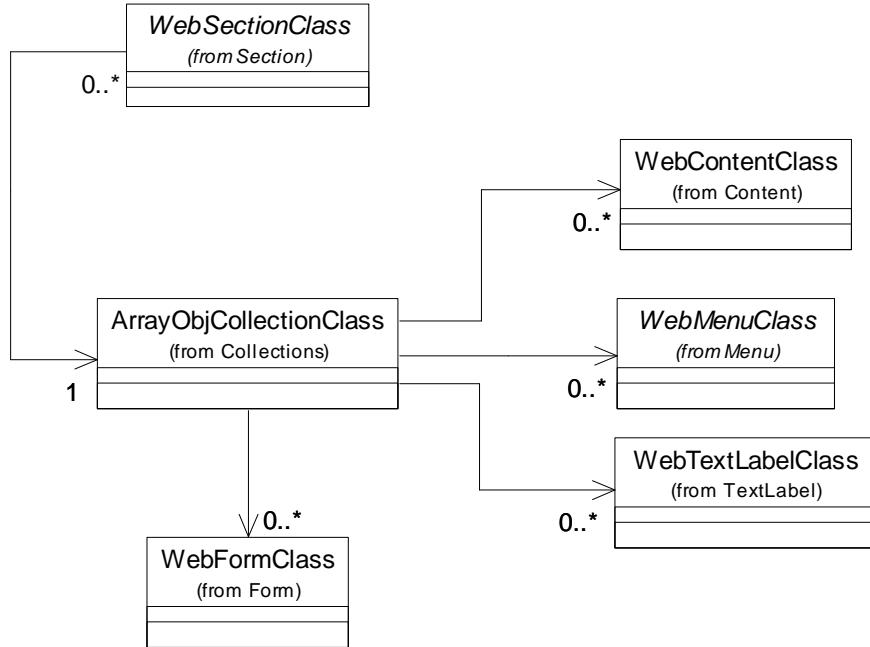 WebSectionClass
(from Section)
0..*
WebContentClass
(from Content)
0..*
ArrayObjCollectionClass
(from Collections)
1
WebMenuClass
(from Menu)
0..*
WebTextLabelClass
(from TextLabel)
0..*
0..*
WebFormClass
(from Form)